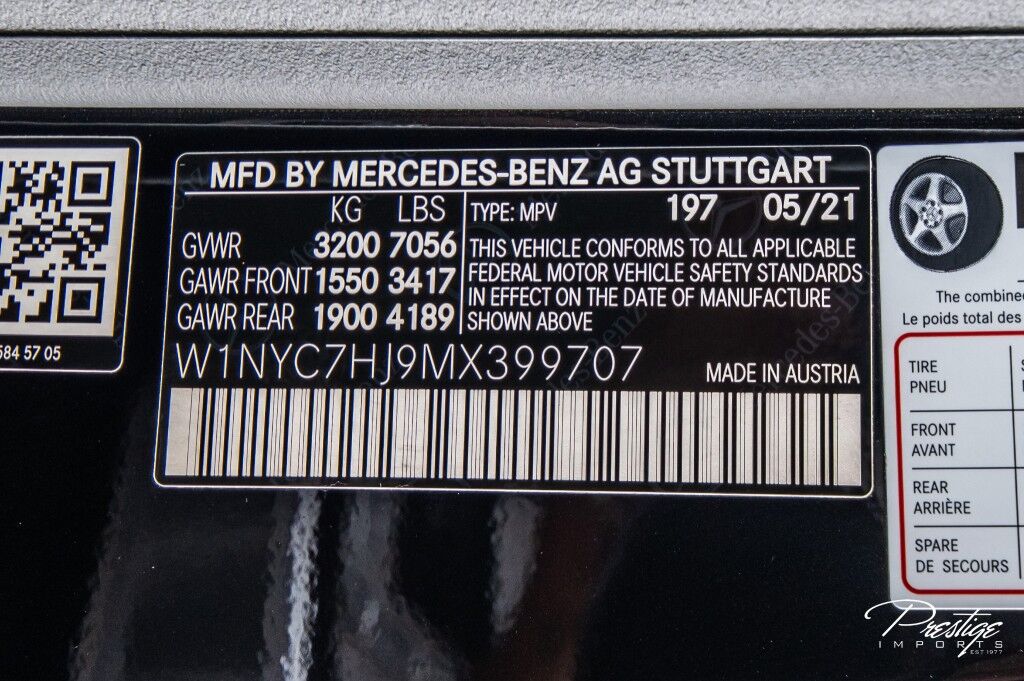 MFD BY MERCEDES-BENZ AG STUTTGART
KG LBS
GVWR 3200 7056
GAWR FRONT 1550 3417
GAWR REAR 1900 4189
TYPE: MPV 197 05/21
THIS VEHICLE CONFORMS TO ALL APPLICABLE
FEDERAL MOTOR VEHICLE SAFETY STANDARDS
IN EFFECT ON THE DATE OF MANUFACTURE
SHOWN ABOVE
W1NYC7HJ9MX399707
MADE IN AUSTRIA
584 57 05
The combine
Le poids total des
TIRE
PNEU
FRONT
AVANT
REAR
ARRIÈRE
SPARE
DE SECOURS
Prestige
IMPORTS
EST 1977